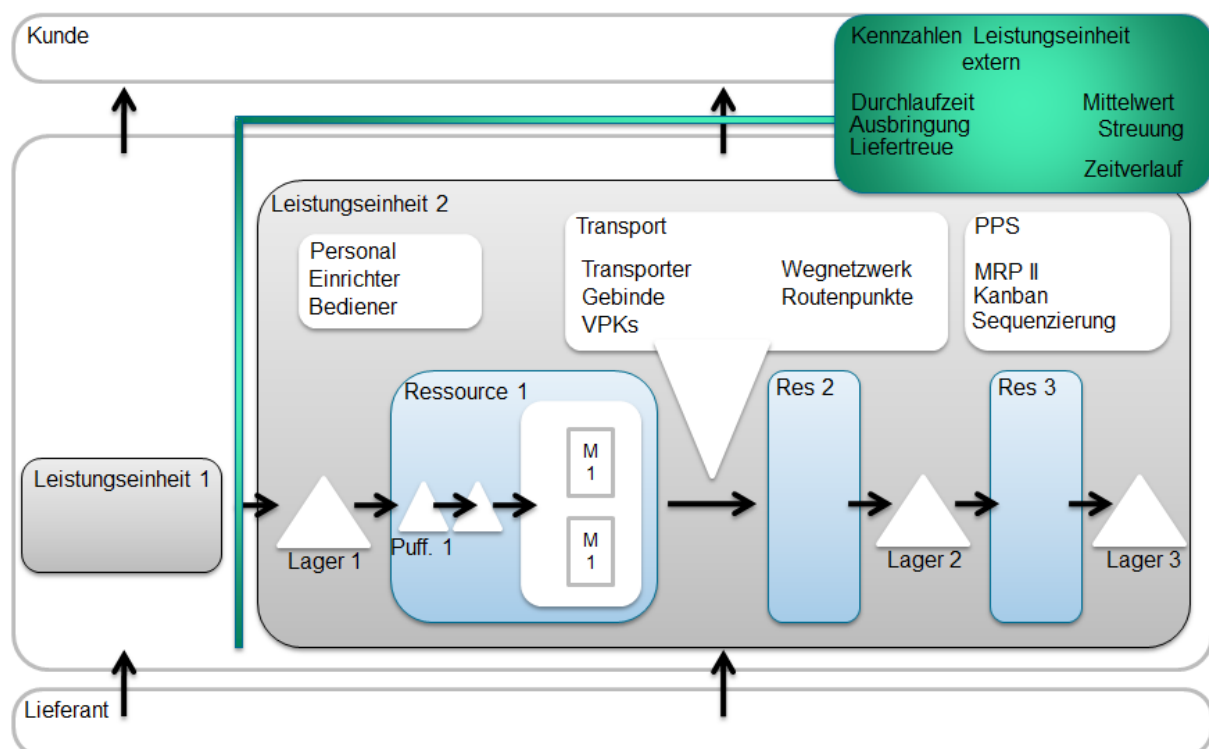 Kunde
Kennzahlen Leistungseinheit
extern
Durchlaufzeit
Ausbringung
Liefertreue
Mittelwert
Streuung
Zeitverlauf
Leistungseinheit 2
Personal
Einrichter
Bediener
Transport
Transporter
Gebinde
VPKs
Wegnetzwerk
Routenpunkte
PPS
MRP II
Kanban
Sequenzierung
Leistungseinheit 1
Lager 1
Ressource 1
Puff. 1
M
1
M
1
Res 2
Lager 2
Res 3
Lager 3
Lieferant